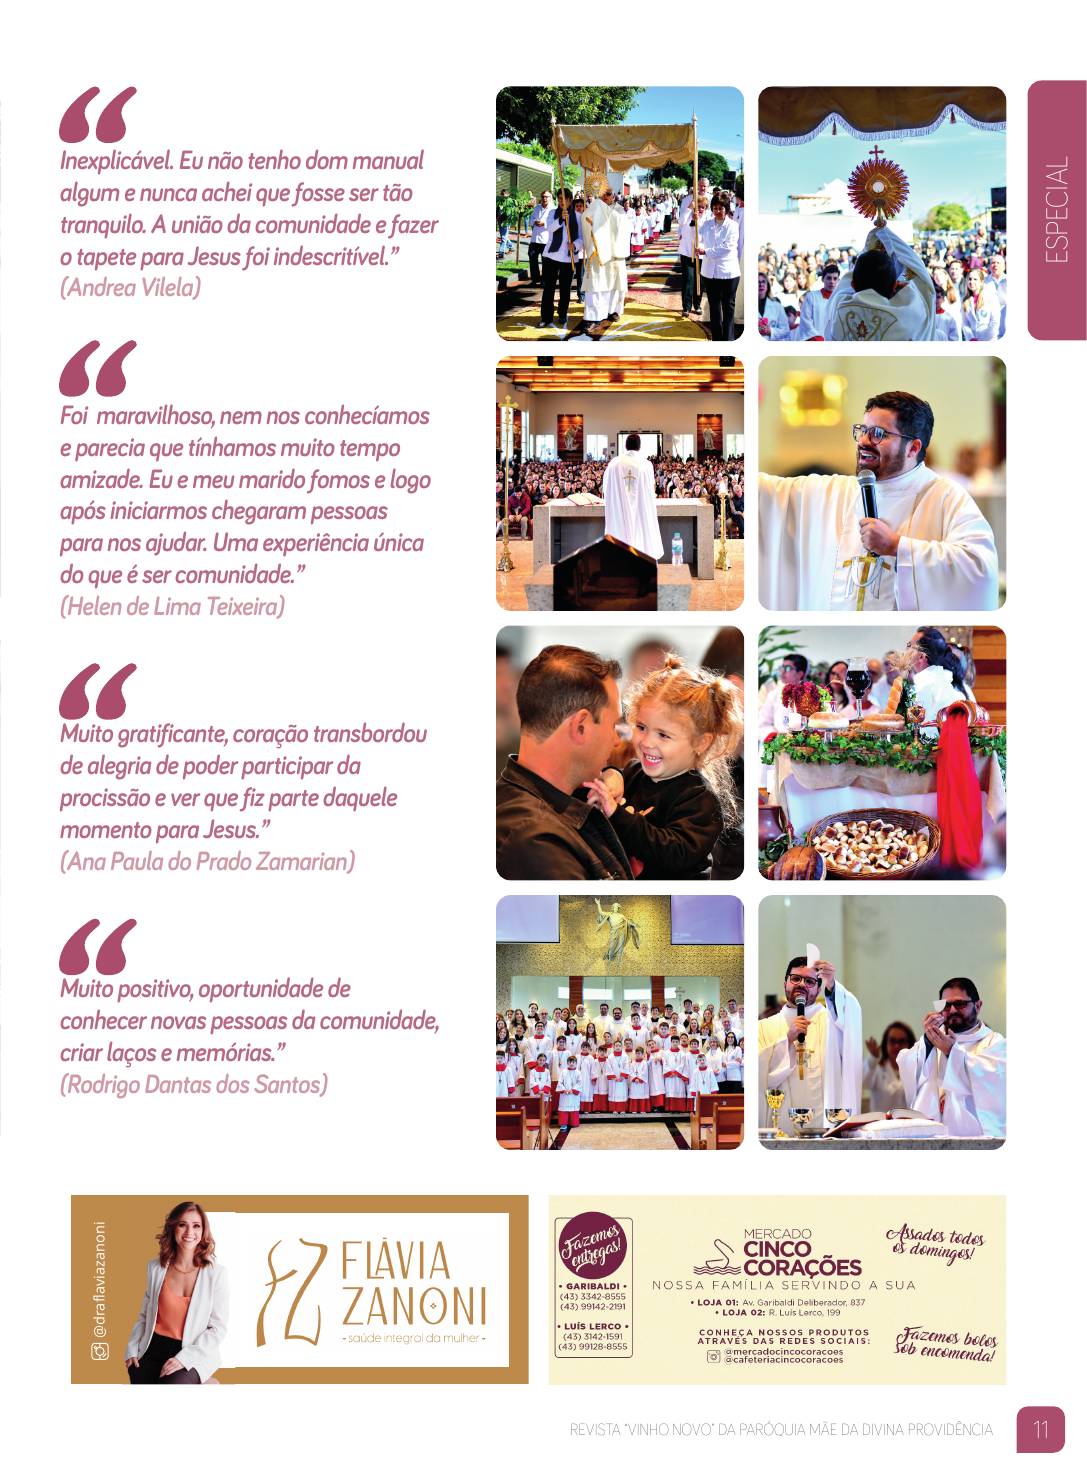 Inexplicável. Eu não tenho dom manual
algum e nunca achei que fosse ser tão
tranquilo. A união da comunidade e fazer
o tapete para Jesus foi indescritível.”
(Andrea Vilela)
Foi maravilhoso, nem nos conhecíamos
e parecia que tínhamos muito tempo
amizade. Eu e meu marido fomos e logo
após iniciarmos chegaram pessoas
para nos ajudar. Uma experiência única
do que é ser comunidade.”
(Helen de Lima Teixeira)
Muito gratificante, coração transbordou
de alegria de poder participar da
procissão e ver que fiz parte daquele
momento para Jesus.”
(Ana Paula do Prado Zamarian)
Muito positivo, oportunidade de
conhecer novas pessoas da comunidade,
criar laços e memórias.”
(Rodrigo Dantas dos Santos)
ESPECIAL
@draflaviazanoni
FZ
FLÁVIA
ZANONI
- saúde integral da mulher -
Fazemos
entregas!
• GARIBALDI •
(43) 3342-8555
(43) 99142-2191
• LUÍS LERCO •
(43) 3142-1591
(43) 99128-8555
MERCADO
CINCO
CORAÇÕES
NOSSA FAMÍLIA SERVINDO A SUA
• LOJA 01: Av. Garibaldi Deliberador, 837
• LOJA 02: R. Luís Lerco, 199
CONHEÇA NOSSOS PRODUTOS
ATRAVÉS DAS REDES SOCIAIS:
@mercadocincocoracoes
@cafeteriacincocoracoes
Assados todos
os domingos!
Fazemos bolos
sob encomenda!
REVISTA “VINHO NOVO” DA PARÓQUIA MÃE DA DIVINA PROVIDÊNCIA
11